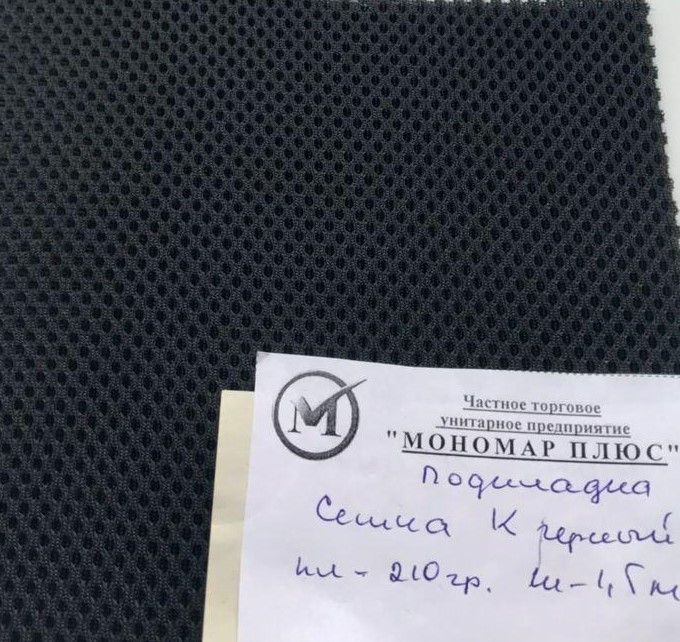 М
Частное торговое
унитарное предприятие
"МОНОМАР ПЛЮС"
Подкладка
Сетка К черный
пл - 210 гр. ш - 1,5 м